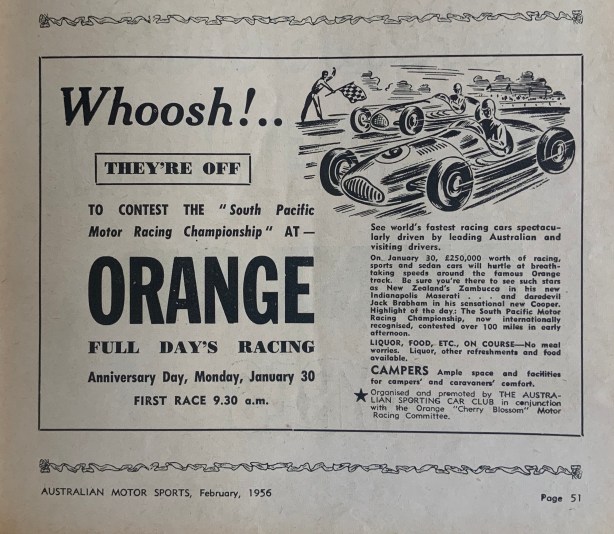 Whoosh!..
THEY'RE OFF
TO CONTEST THE "South Pacific
Motor Racing Championship" AT —
ORANGE
FULL DAY'S RACING
Anniversary Day, Monday, January 30
FIRST RACE 9.30 a.m.
See world's fastest racing cars spectacu-
larly driven by leading Australian and
visiting drivers.
On January 30, £250,000 worth of racing,
sports and sedan cars will hurtle at breath-
taking speeds around the famous Orange
track. Be sure you're there to see such stars
as New Zealand's Zambucca in his new
Indianapolis Maserati . . . and daredevil
Jack Brabham in his sensational new Cooper.
Highlight of the day: The South Pacific Motor
Racing Championship, now internationally
recognised, contested over 100 miles in early
afternoon.
LIQUOR, FOOD, ETC., ON COURSE—No meal
worries. Liquor, other refreshments and food
available.
CAMPERS Ample space and facilities
for campers' and caravaners' comfort.
★ Organised and promoted by THE AUSTRA-
LIAN SPORTING CAR CLUB in conjunction
with the Orange "Cherry Blossom" Motor
Racing Committee.
AUSTRALIAN MOTOR SPORTS, February, 1956
Page 51